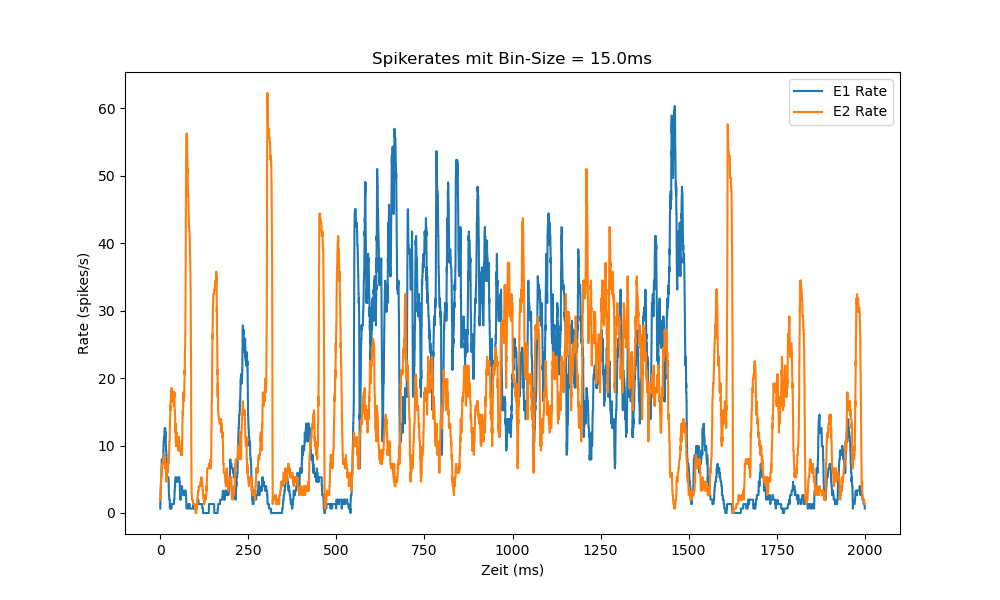 Spikerates mit Bin-Size = 15.0ms
E1 Rate
E2 Rate
Rate (spikes/s)
60
50
40
30
20
10
0
0 250 500 750 1000 1250 1500 1750 2000
Zeit (ms)